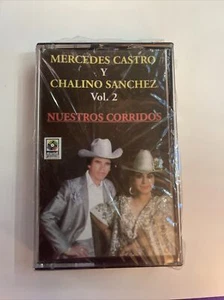 MERCEDES CASTRO
Y
CHALINO SANCHEZ
Vol. 2
NUESTROS CORRIDOS